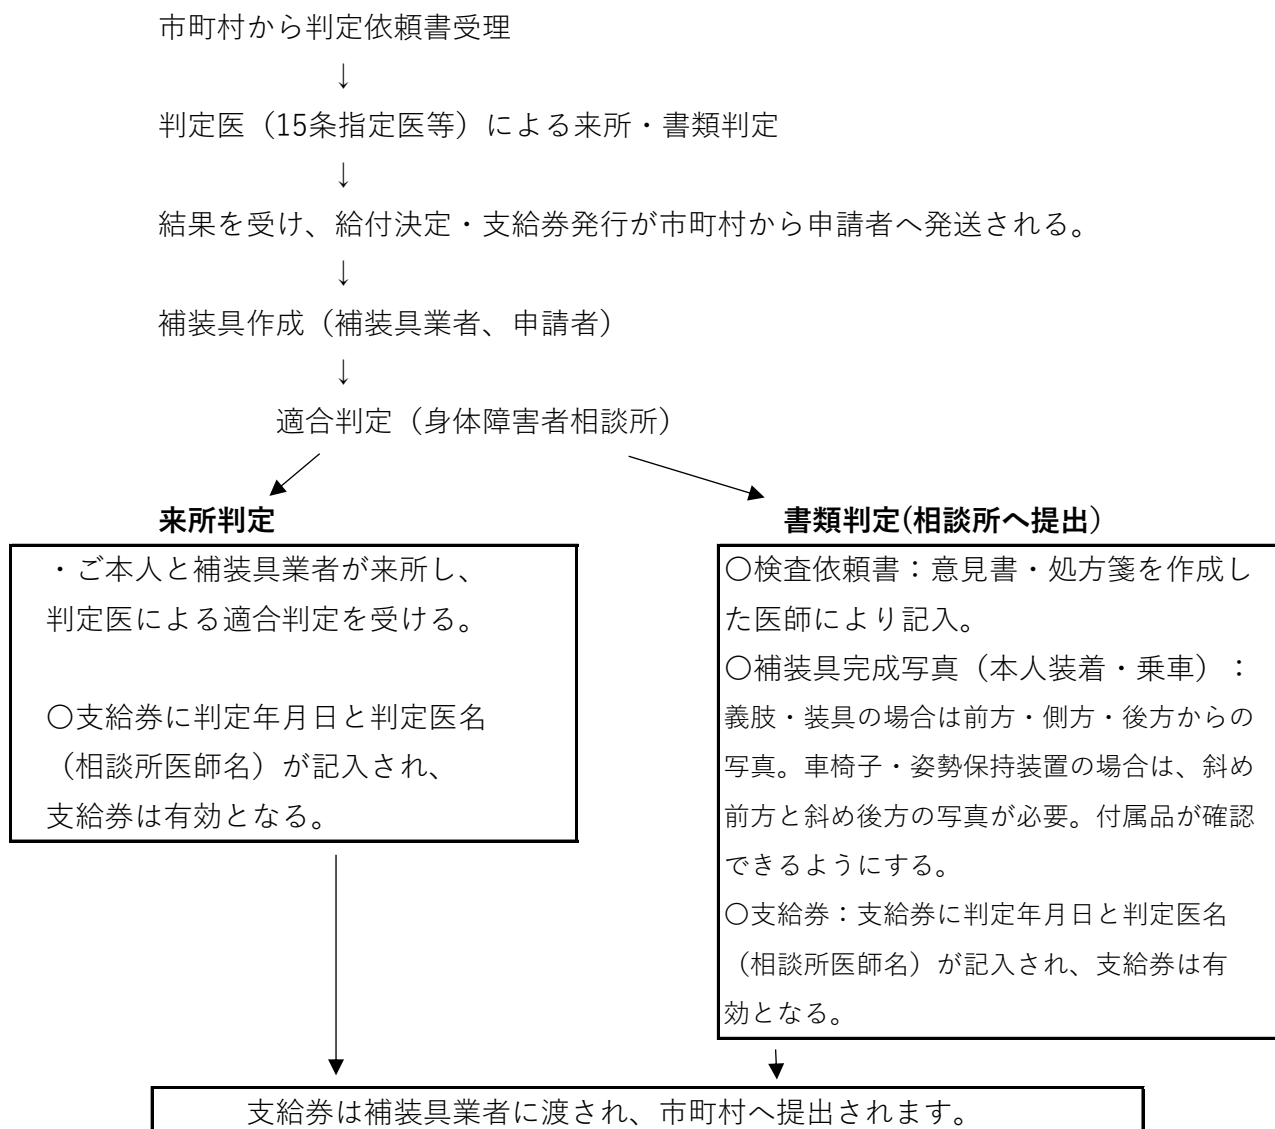 市町村から判定依頼書受理
↓
判定医（15条指定医等）による来所・書類判定
↓
結果を受け、給付決定・支給券発行が市町村から申請者へ発送される。
↓
補装具作成（補装具業者、申請者）
↓
適合判定（身体障害者相談所）
来所判定
・ご本人と補装具業者が来所し、
判定医による適合判定を受ける。
〇支給券に判定年月日と判定医名
（相談所医師名）が記入され、
支給券は有効となる。
書類判定(相談所へ提出）
〇検査依頼書：意見書・処方箋を作成し
た医師により記入。
〇補装具完成写真（本人装着・乗車）：
義肢・装具の場合は前方・側方・後方からの
写真。車椅子・姿勢保持装置の場合は、斜め
前方と斜め後方の写真が必要。付属品が確認
できるようにする。
〇支給券：支給券に判定年月日と判定医名
（相談所医師名）が記入され、支給券は有
効となる。
支給券は補装具業者に渡され、市町村へ提出されます。